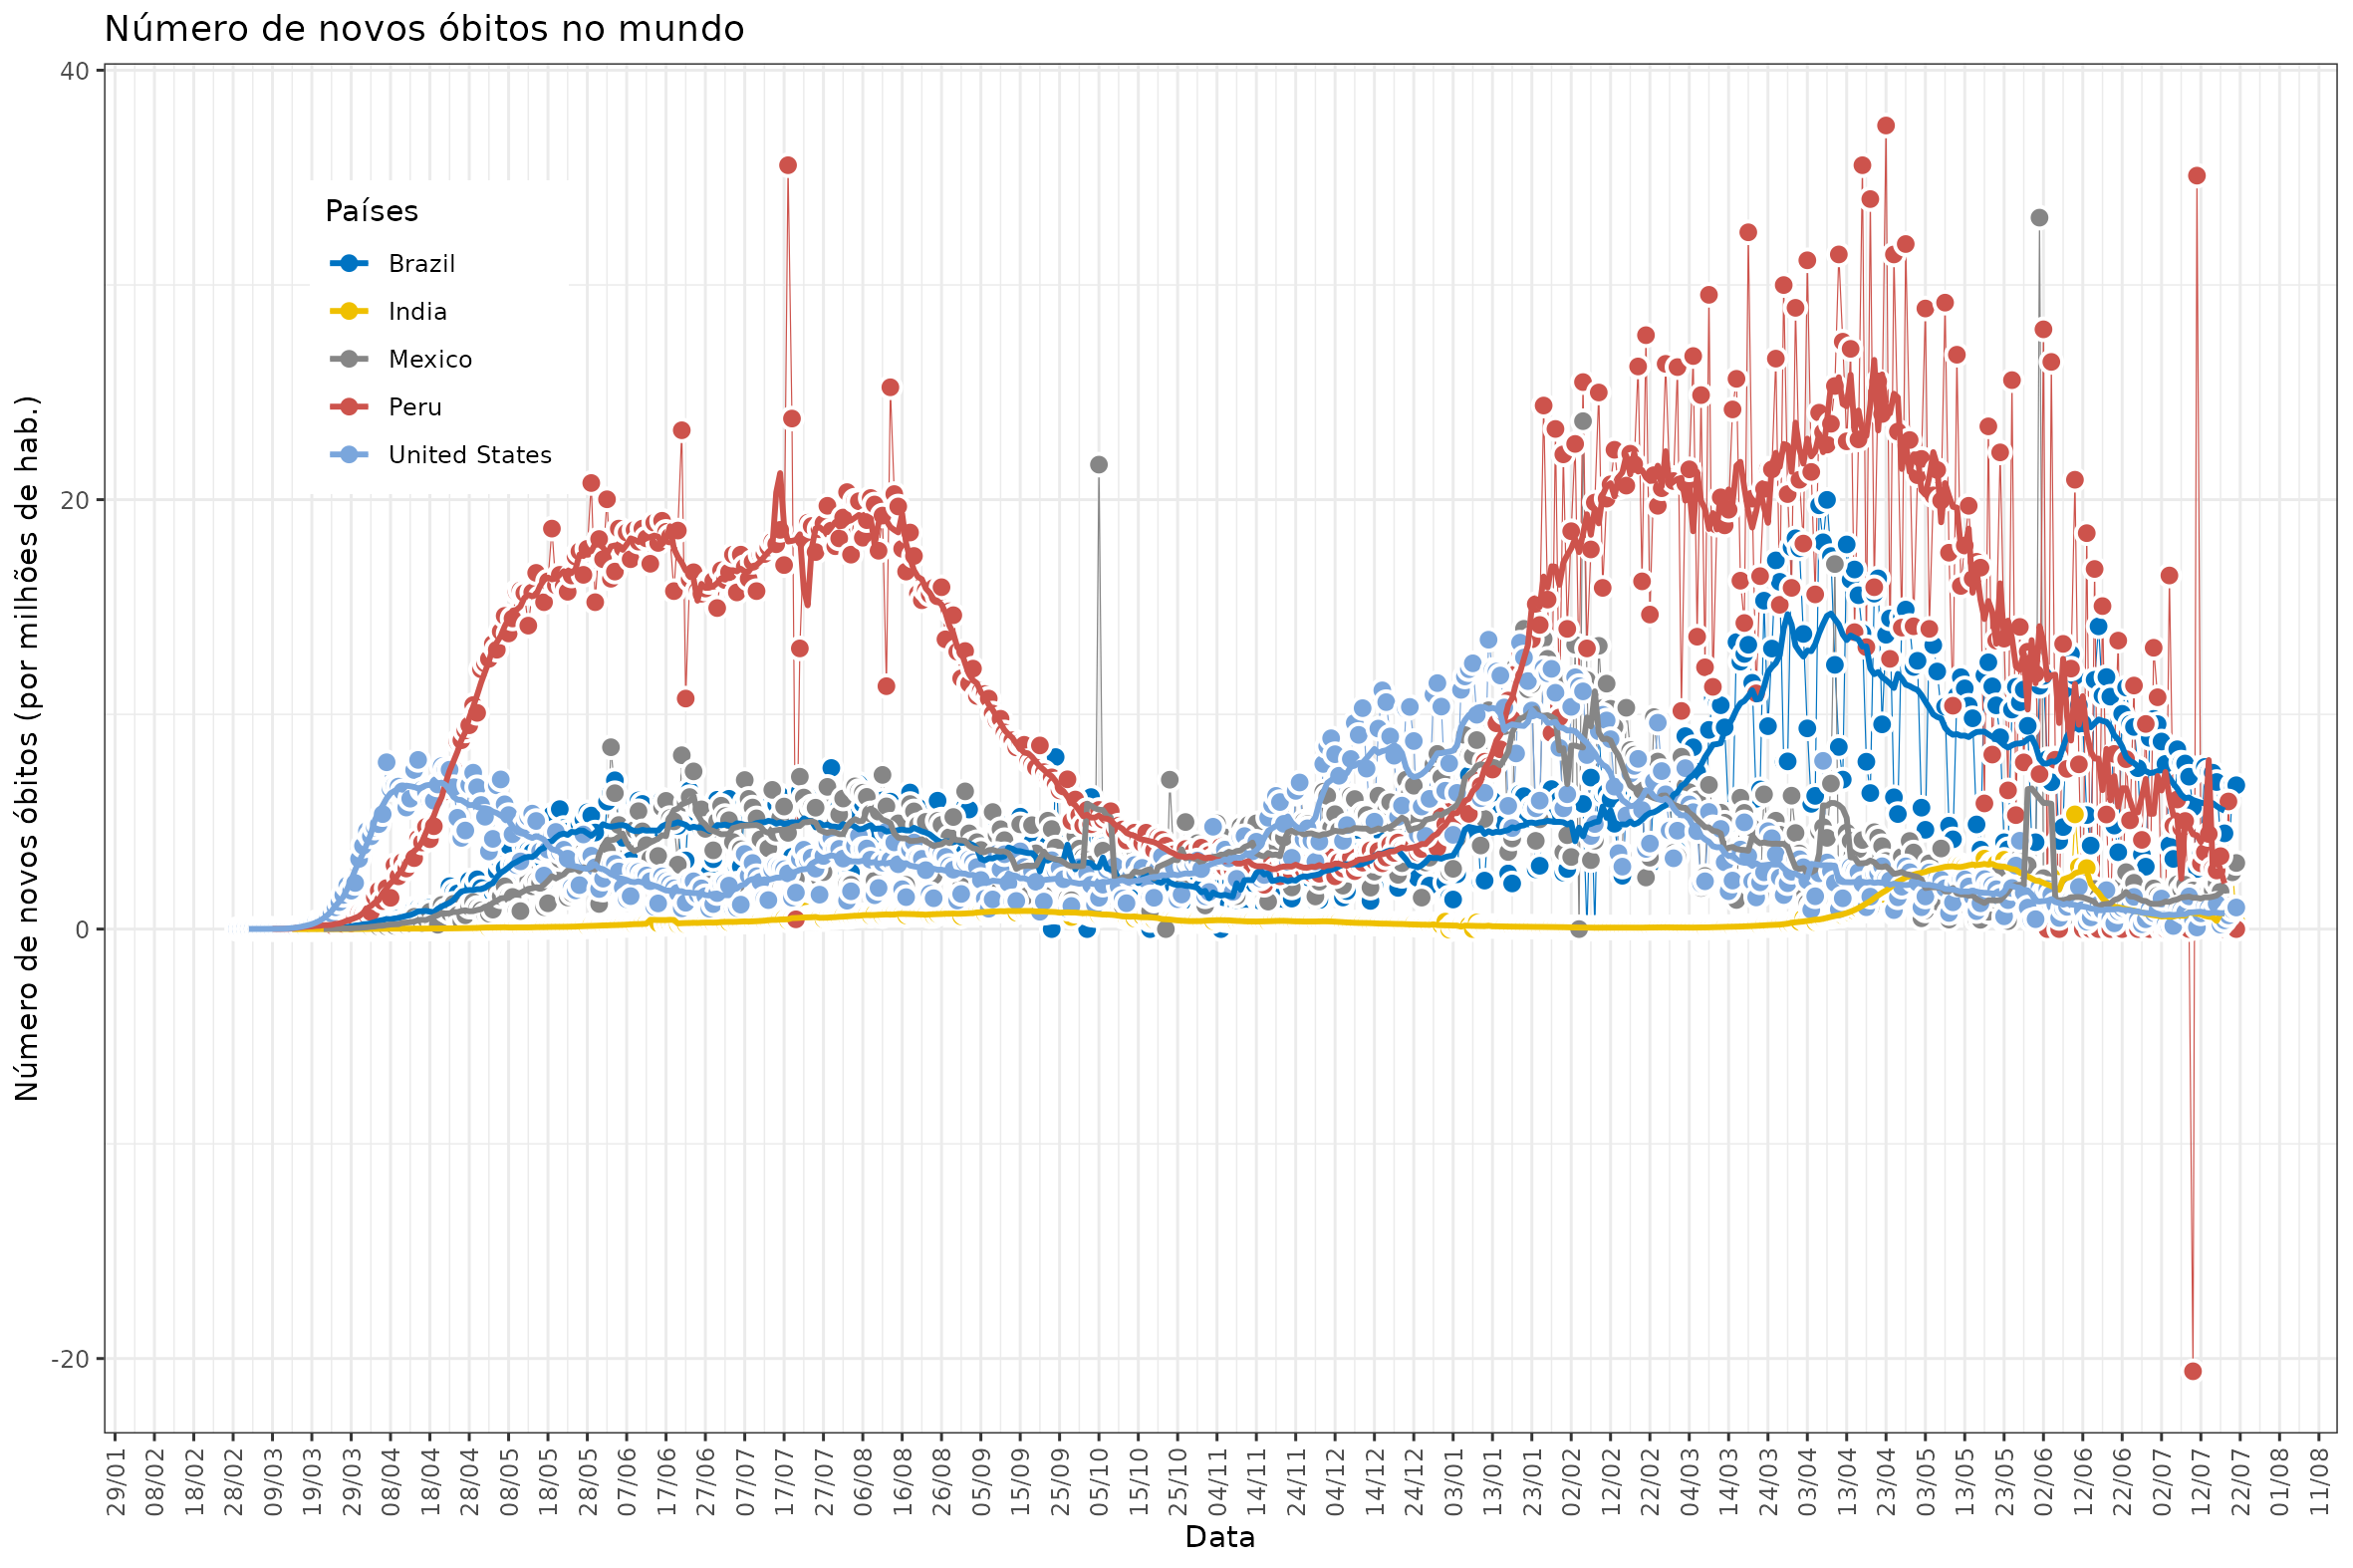 Número de novos óbitos no mundo
Número de novos óbitos (por milhões de hab.)
40
20
0
-20
Países
Brazil
India
Mexico
Peru
United States
29/01 08/02 18/02 28/02 09/03 19/03 29/03 08/04 18/04 28/04 08/05 18/05 28/05 07/06 17/06 27/06 07/07 17/07 27/07 06/08 16/08 26/08 05/09 15/09 25/09 05/10 15/10 25/10 04/11 14/11 24/11 04/12 14/12 24/12 03/01 13/01 23/01 02/02 12/02 22/02 04/03 14/03 24/03 03/04 13/04 23/04 03/05 13/05 23/05 02/06 12/06 22/06 02/07 12/07 22/07 01/08 11/08
Data